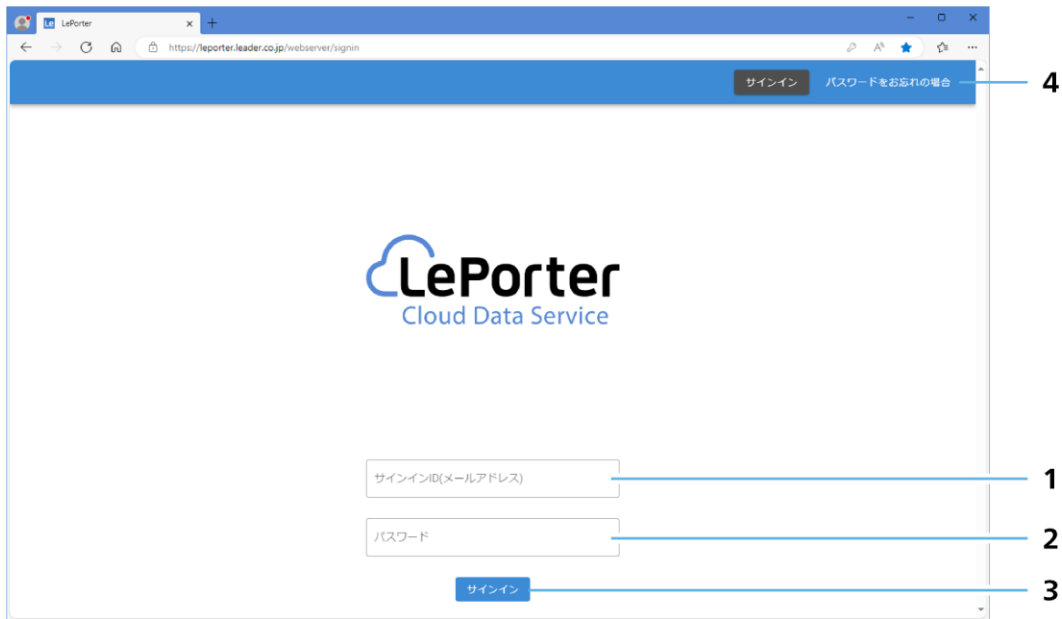 Le LePorter
https://leporter.leader.co.jp/webserver/signin
サインイン パスワードをお忘れの場合 4
LePorter
Cloud Data Service
サインインID(メールアドレス) 1
パスワード 2
サインイン 3